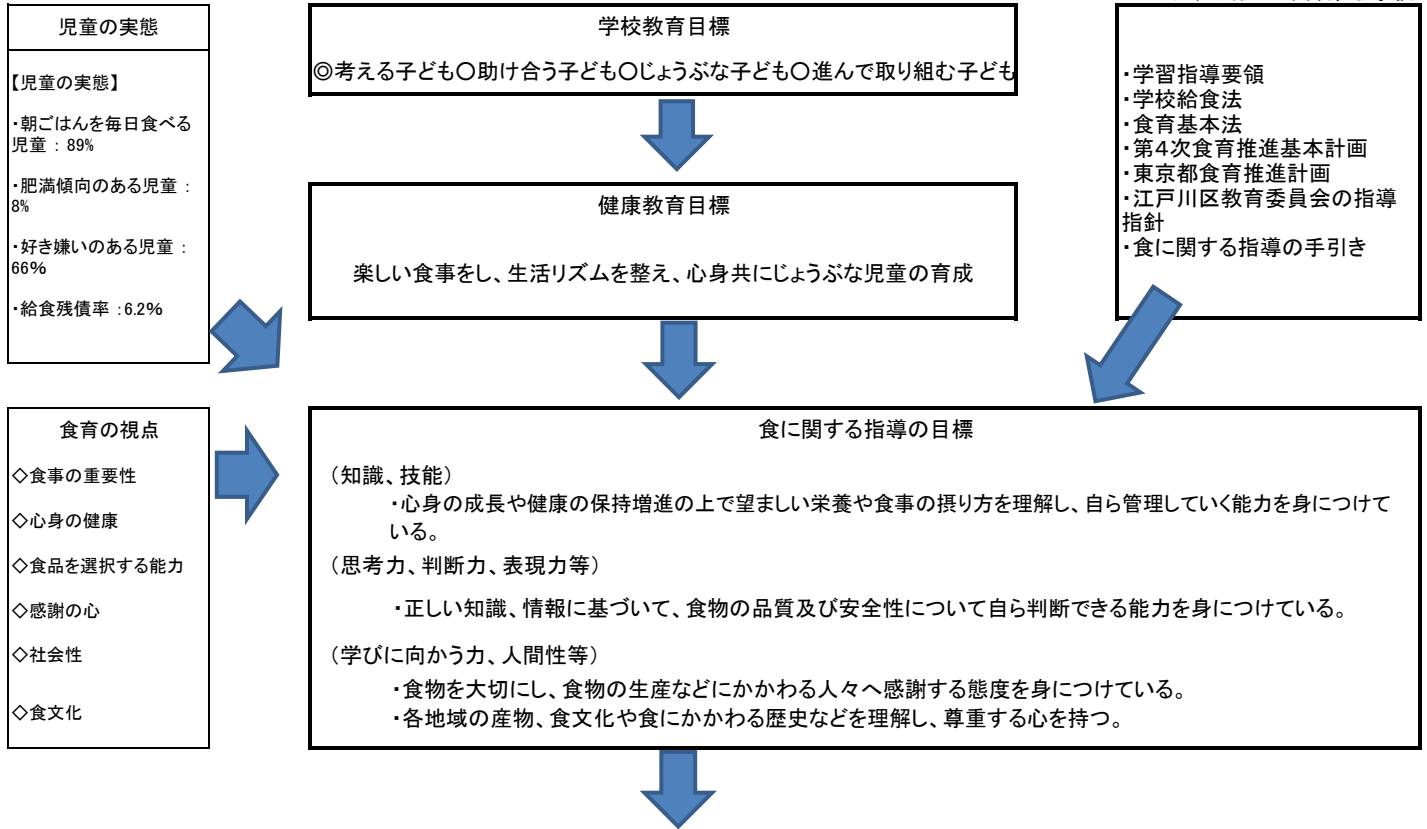 児童の実態
【児童の実態】
・朝ごはんを毎日食べる
児童 : 89%
・肥満傾向のある児童 :
8%
・好き嫌いのある児童 :
66%
・給食残債率 :6.2%
学校教育目標
◎考える子ども〇助け合う子ども〇じょうぶな子ども〇進んで取り組む子ども
健康教育目標
楽しい食事をし、生活リズムを整え、心身共にじょうぶな児童の育成
・学習指導要領
・学校給食法
・食育基本法
・第4次食育推進基本計画
・東京都食育推進計画
・江戸川区教育委員会の指導
指針
・食に関する指導の手引き
食育の視点
◇食事の重要性
◇心身の健康
◇食品を選択する能力
◇感謝の心
◇社会性
◇食文化
食に関する指導の目標
(知識、技能)
・心身の成長や健康の保持増進の上で望ましい栄養や食事の摂り方を理解し、自ら管理していく能力を身につけて
いる。
(思考力、判断力、表現力等)
・正しい知識、情報に基づいて、食物の品質及び安全性について自ら判断できる能力を身につけている。
(学びに向かう力、人間性等)
・食物を大切にし、食物の生産などにかかわる人々へ感謝する態度を身につけている。
・各地域の産物、食文化や食にかかわる歴史などを理解し、尊重する心を持つ。